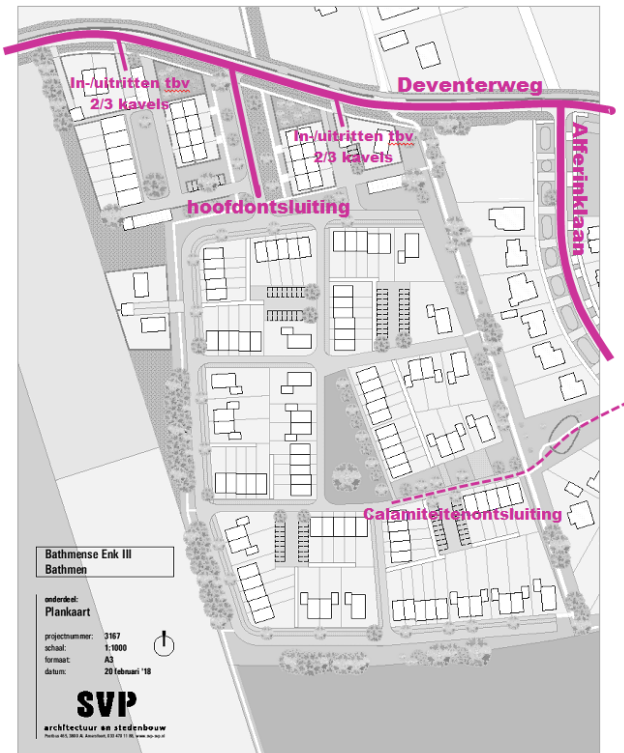 Deventerweg
In-/uitritten tbv
2/3 kavels
In-/uitritten tbv
2/3 kavels
Alferinklaan
hoofdontsluiting
Calamiteitenontsluiting
Bathmense Enk III
Bathmen
onderdeel:
Plankaart
projectnummer: 3167
schaal: 1:1000
formaat: A3
datum: 20 februari '18
SVP
architectuur en stedenbouw